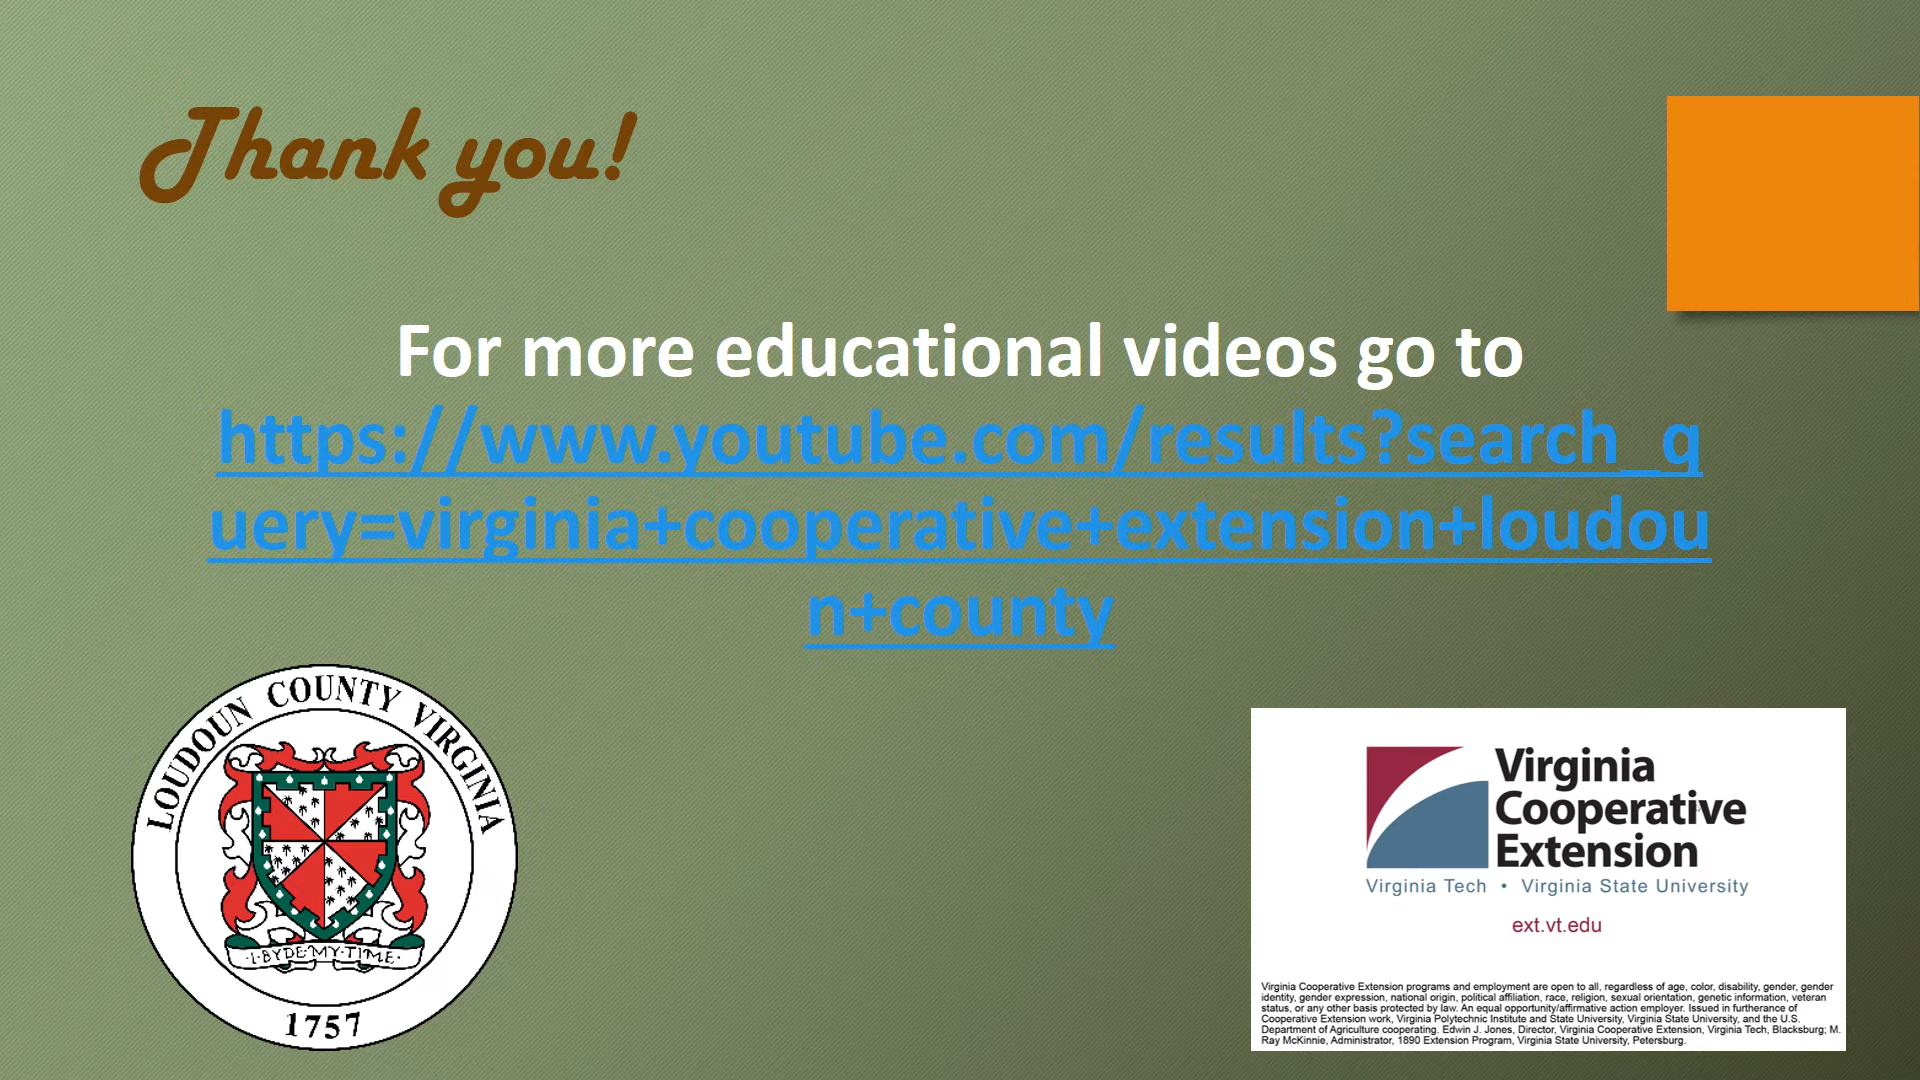 Thank you!
For more educational videos go to
https://www.youtube.com/results?search_q
uery=virginia+cooperative+extension+loudou
n+county
LOUDOUN COUNTY VIRGINIA
·I·BYDE·MY·TIME·
1757
Virginia
Cooperative
Extension
Virginia Tech • Virginia State University
ext.vt.edu
Virginia Cooperative Extension programs and employment are open to all, regardless of age, color, disability, gender, gender
identity, gender expression, national origin, political affiliation, race, religion, sexual orientation, genetic information, veteran
status, or any other basis protected by law. An equal opportunity/affirmative action employer. Issued in furtherance of
Cooperative Extension work, Virginia Polytechnic Institute and State University, Virginia State University, and the U.S.
Department of Agriculture cooperating. Edwin J. Jones, Director, Virginia Cooperative Extension, Virginia Tech, Blacksburg; M.
Ray McKinnie, Administrator, 1890 Extension Program, Virginia State University, Petersburg.